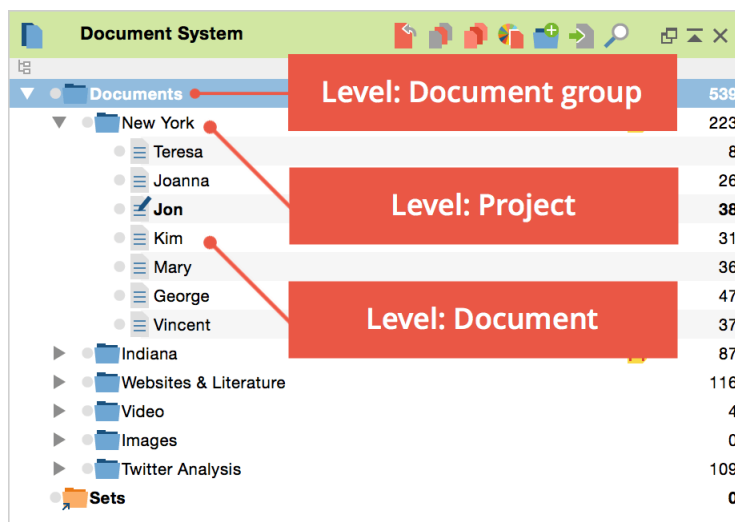 Document System
Documents 539
Level: Document group
New York 223
Teresa 8
Joanna 26
Level: Project
Jon 38
Kim 31
Mary 36
George 47
Level: Document
Vincent 37
Indiana 87
Websites & Literature 116
Video 4
Images 0
Twitter Analysis 109
Sets 0